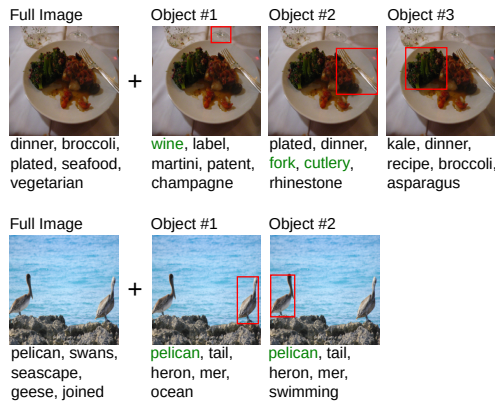 Full Image
Object #1
Object #2
Object #3
+
dinner, broccoli,
plated, seafood,
vegetarian
wine, label,
martini, patent,
champagne
plated, dinner,
fork, cutlery,
rhinestone
kale, dinner,
recipe, broccoli,
asparagus
Full Image
Object #1
Object #2
+
pelican, swans,
seascape,
geese, joined
pelican, tail,
heron, mer,
ocean
pelican, tail,
heron, mer,
swimming